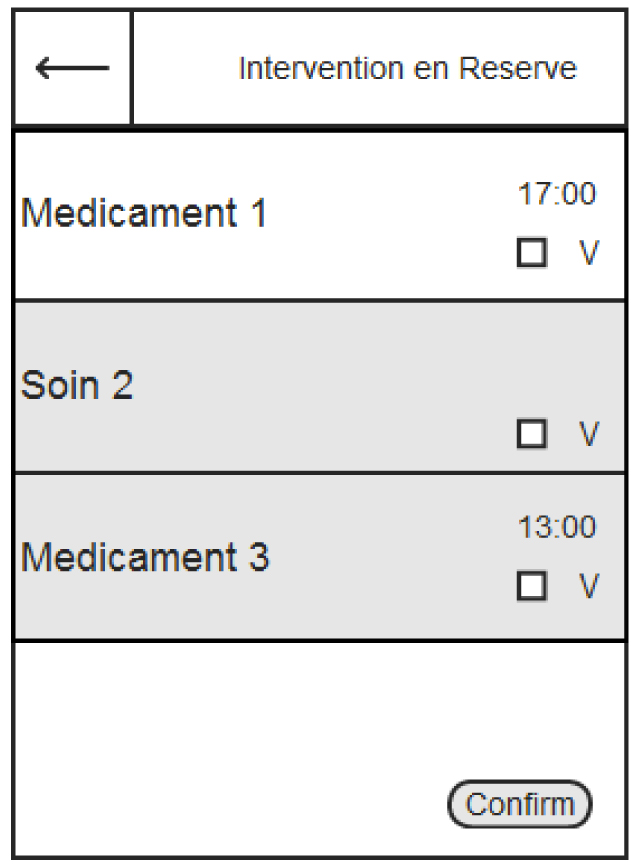 Intervention en Reserve
Medicament 1
17:00
V
Soin 2
V
Medicament 3
13:00
V
Confirm